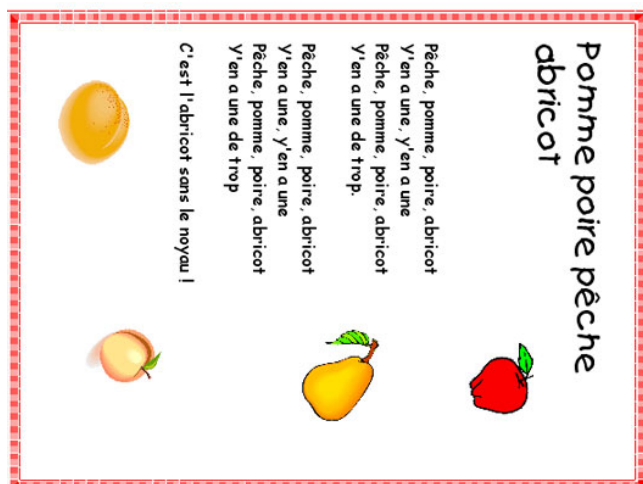 Pomme poire pêche
abricot
Pêche, pomme, poire, abricot
Y'en a une, y'en a une
Pêche, pomme, poire, abricot
Y'en a une de trop.
Pêche, pomme, poire, abricot
Y'en a une, y'en a une
Pêche, pomme, poire, abricot
Y'en a une de trop
C'est l'abricot sans le noyau !